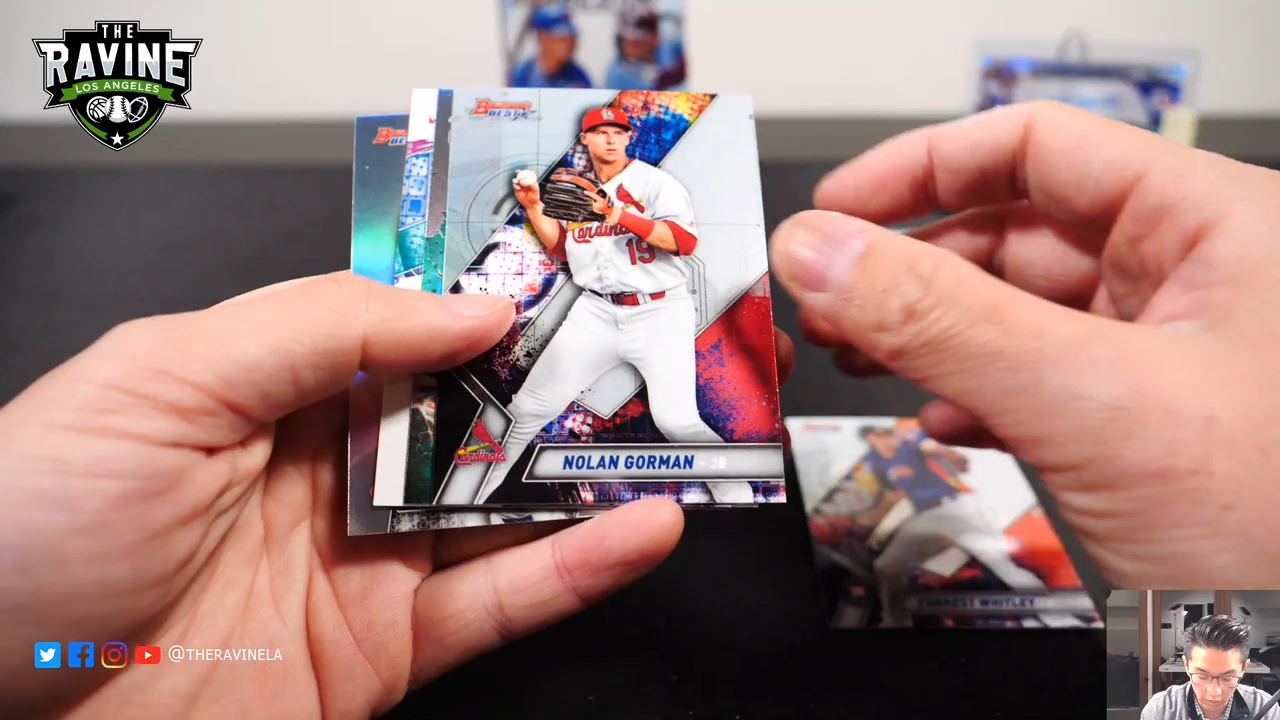 THE
RAVINE
LOS ANGELES
BOWMAN'S
BEST
Cardinals
19
Cardinals
NOLAN GORMAN - 3B
FORREST WHITLEY
@THERAVINELA